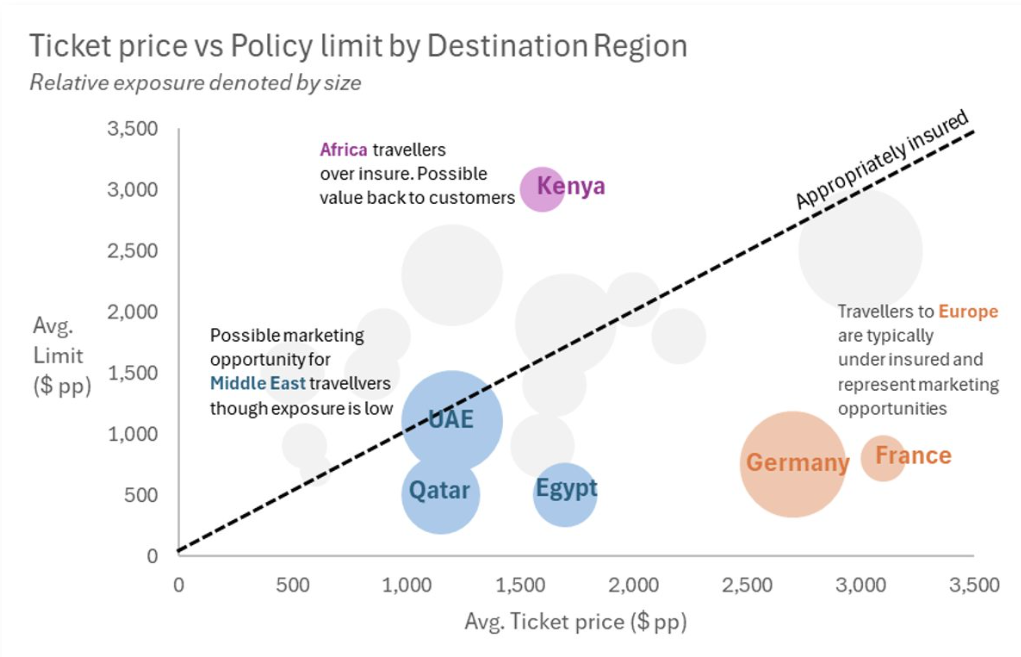 Ticket price vs Policy limit by Destination Region
Relative exposure denoted by size
3,500
3,000
2,500
2,000
1,500
1,000
500
0
Avg.
Limit
($ pp)
Africa travellers
over insure. Possible
value back to customers
Kenya
Appropriately insured
Possible marketing
opportunity for
Middle East travellvers
though exposure is low
Travellers to Europe
are typically
under insured and
represent marketing
opportunities
UAE
Qatar
Egypt
Germany
France
0
500
1,000
1,500
2,000
2,500
3,000
3,500
Avg. Ticket price ($ pp)